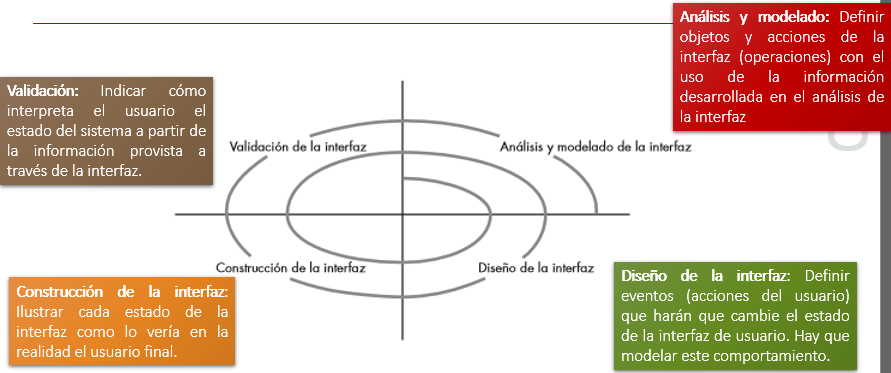 Análisis y modelado: Definir
objetos y acciones de la
interfaz (operaciones) con el
uso de la información
desarrollada en el análisis de
la interfaz
Validación: Indicar cómo
interpreta el usuario el
estado del sistema a partir de
la información provista a
través de la interfaz.
Validación de la interfaz
Análisis y modelado de la interfaz
Construcción de la interfaz
Diseño de la interfaz
Construcción de la interfaz:
Ilustrar cada estado de la
interfaz como lo vería en la
realidad el usuario final.
Diseño de la interfaz: Definir
eventos (acciones del usuario)
que harán que cambie el estado
de la interfaz de usuario. Hay que
modelar este comportamiento.